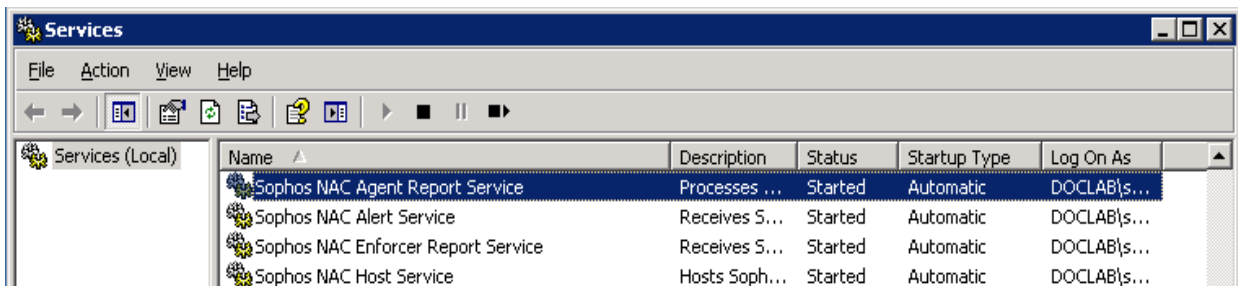 Services
File Action View Help
Services (Local)
Name Description Status Startup Type Log On As
Sophos NAC Agent Report Service Processes ... Started Automatic DOCLAB\s...
Sophos NAC Alert Service Receives S... Started Automatic DOCLAB\s...
Sophos NAC Enforcer Report Service Receives S... Started Automatic DOCLAB\s...
Sophos NAC Host Service Hosts Soph... Started Automatic DOCLAB\s...